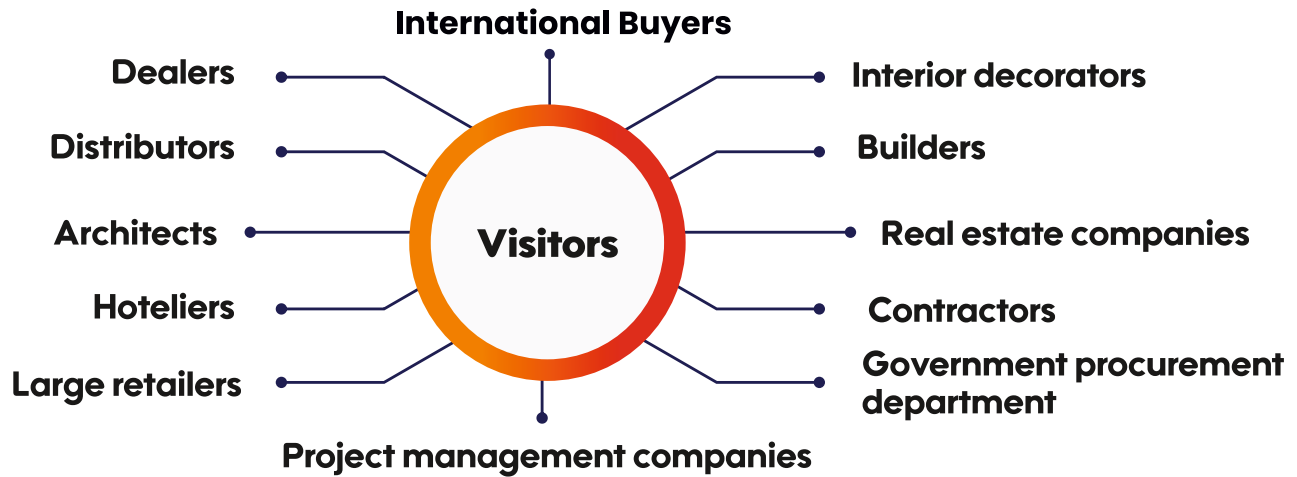 International Buyers
Dealers
Interior decorators
Distributors
Builders
Architects
Visitors
Real estate companies
Hoteliers
Contractors
Large retailers
Government procurement
department
Project management companies